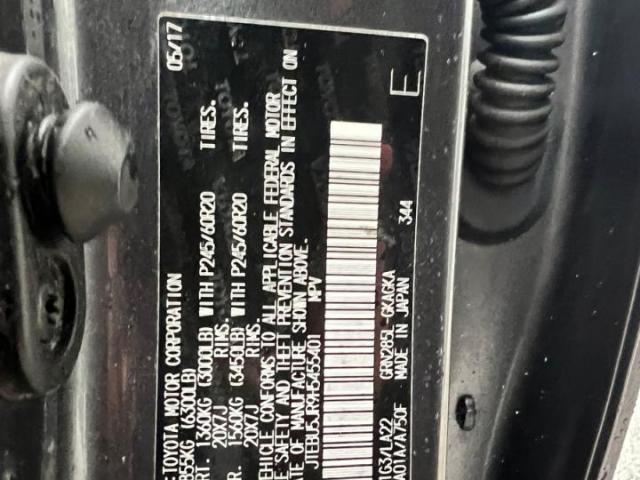 :TOYOTA MOTOR CORPORATION 05/17
855KG (6300LB)
RT. 1360KG (3000LB) WITH P245/60R20 TIRES.
20X7J RIMS.
R. 1560KG (3450LB) WITH P245/60R20 TIRES.
20X7J RIMS.
VEHICLE CONFORMS TO ALL APPLICABLE FEDERAL MOTOR
E SAFETY AND THEFT PREVENTION STANDARDS IN EFFECT ON
ATE OF MANUFACTURE SHOWN ABOVE.
JTEBU5JR9H5455401 MPV
E
1G3/LA22 GRN285L-GKAGKA 344
A01A/A750F MADE IN JAPAN